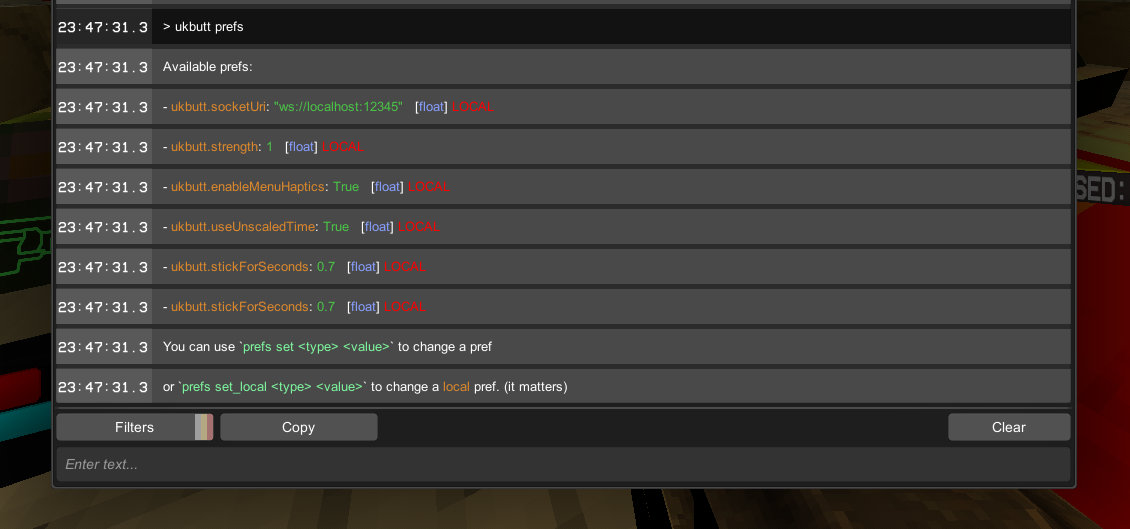 23:47:31.3 > ukbutt prefs
23:47:31.3 Available prefs:
23:47:31.3 - ukbutt.socketUri: "ws://localhost:12345" [float] LOCAL
23:47:31.3 - ukbutt.strength: 1 [float] LOCAL
23:47:31.3 - ukbutt.enableMenuHaptics: True [float] LOCAL
SED:
23:47:31.3 - ukbutt.useUnscaledTime: True [float] LOCAL
23:47:31.3 - ukbutt.stickForSeconds: 0.7 [float] LOCAL
23:47:31.3 - ukbutt.stickForSeconds: 0.7 [float] LOCAL
23:47:31.3 You can use `prefs set <type> <value>` to change a pref
23:47:31.3 or `prefs set_local <type> <value>` to change a local pref. (it matters)
Filters Copy Clear
Enter text...